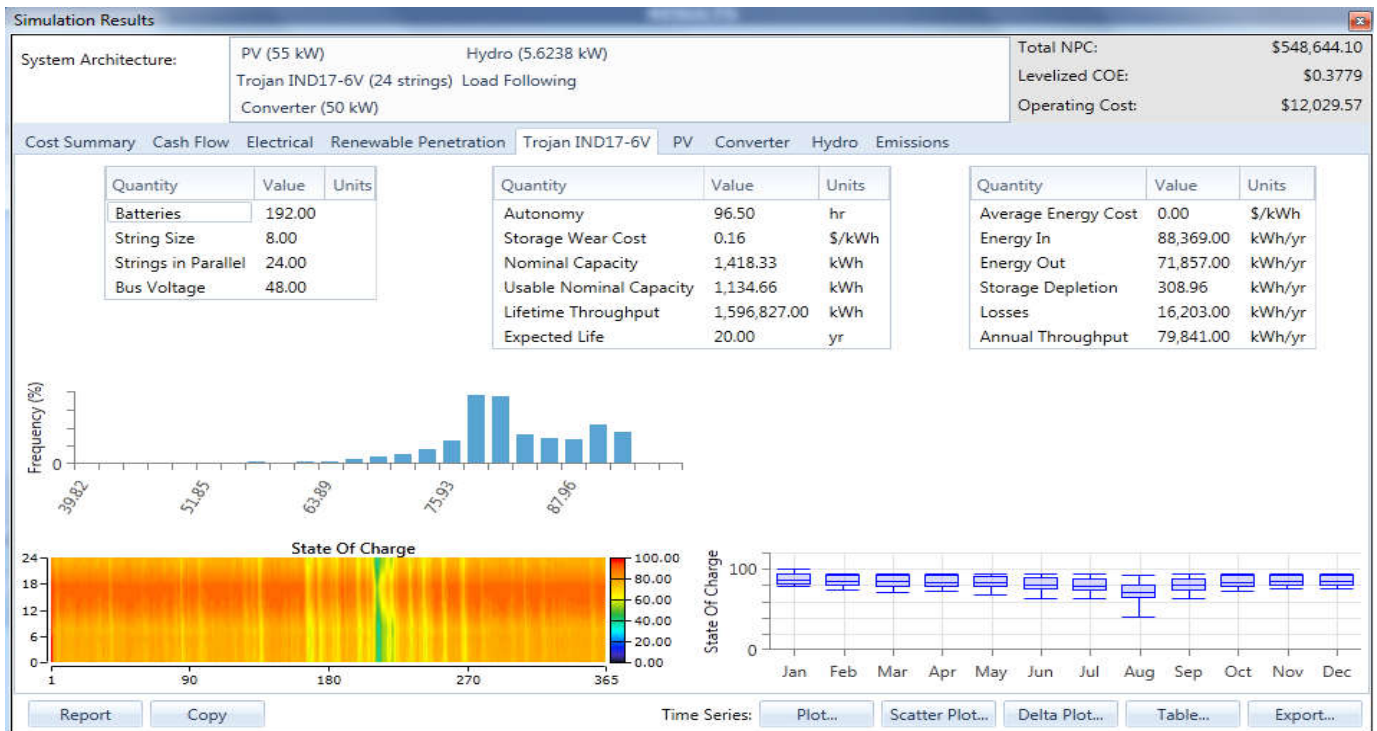 Simulation Results
System Architecture:
PV (55 kW) Hydro (5.6238 kW)
Trojan IND17-6V (24 strings) Load Following
Converter (50 kW)
Total NPC: $548,644.10
Levelized COE: $0.3779
Operating Cost: $12,029.57
Cost Summary Cash Flow Electrical Renewable Penetration Trojan IND17-6V PV Converter Hydro Emissions
Quantity Value Units
Batteries 192.00
String Size 8.00
Strings in Parallel 24.00
Bus Voltage 48.00
Quantity Value Units
Autonomy 96.50 hr
Storage Wear Cost 0.16 $/kWh
Nominal Capacity 1,418.33 kWh
Usable Nominal Capacity 1,134.66 kWh
Lifetime Throughput 1,596,827.00 kWh
Expected Life 20.00 yr
Quantity Value Units
Average Energy Cost 0.00 $/kWh
Energy In 88,369.00 kWh/yr
Energy Out 71,857.00 kWh/yr
Storage Depletion 308.96 kWh/yr
Losses 16,203.00 kWh/yr
Annual Throughput 79,841.00 kWh/yr
Frequency (%)
0
39.82 51.85 63.89 75.93 87.96
State Of Charge
24
18
12
6
0
1 90 180 270 365
100.00
80.00
60.00
40.00
20.00
0.00
State Of Charge
100
0
Jan Feb Mar Apr May Jun Jul Aug Sep Oct Nov Dec
Report Copy Time Series: Plot... Scatter Plot... Delta Plot... Table... Export...